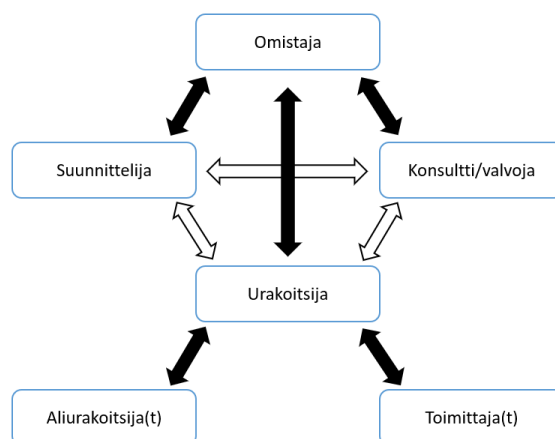 Omistaja
Suunnittelija
Konsultti/valvoja
Urakoitsija
Aliurakoitsija(t)
Toimittaja(t)